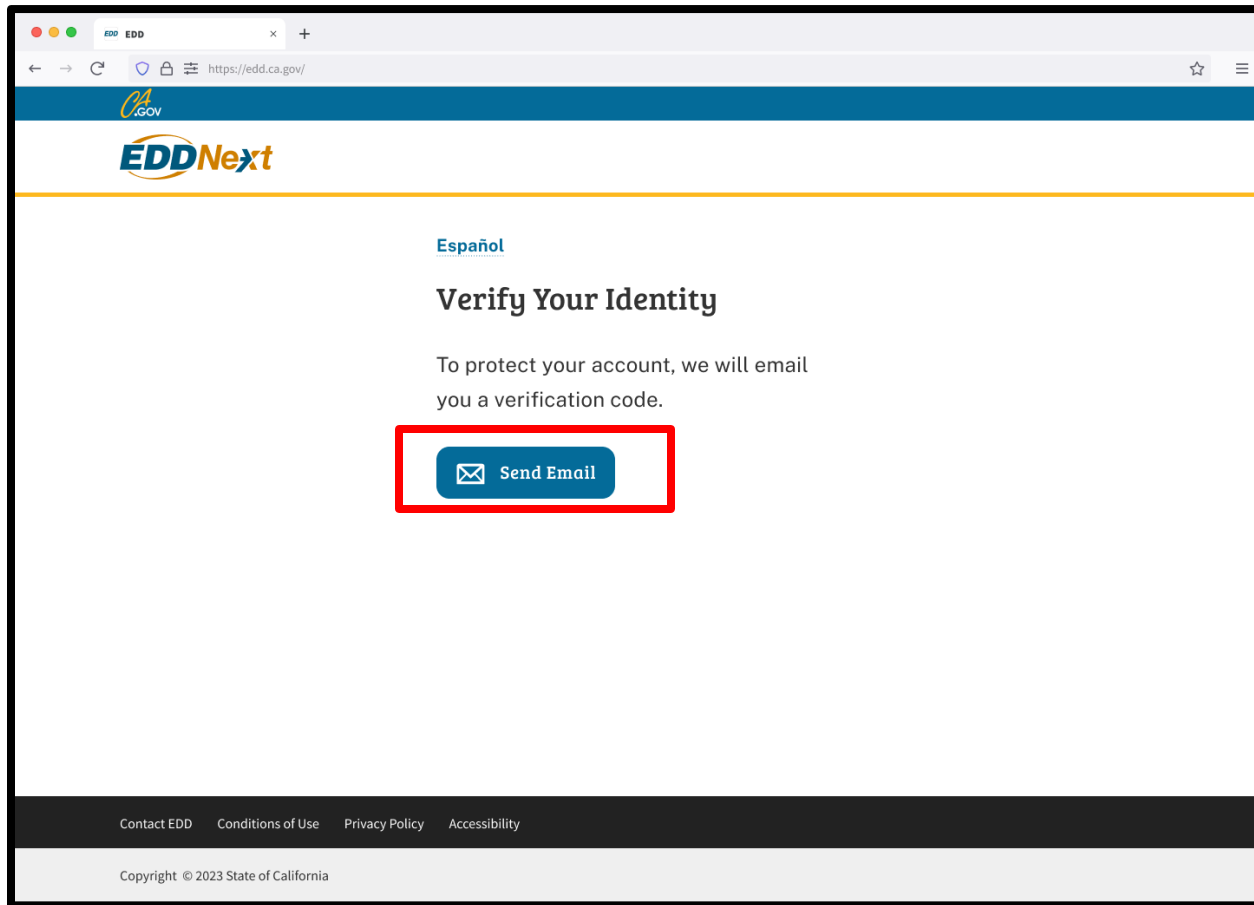 EDD EDD
https://edd.ca.gov/
CA.GOV
EDDNext
Español
Verify Your Identity
To protect your account, we will email
you a verification code.
Send Email
Contact EDD Conditions of Use Privacy Policy Accessibility
Copyright © 2023 State of California